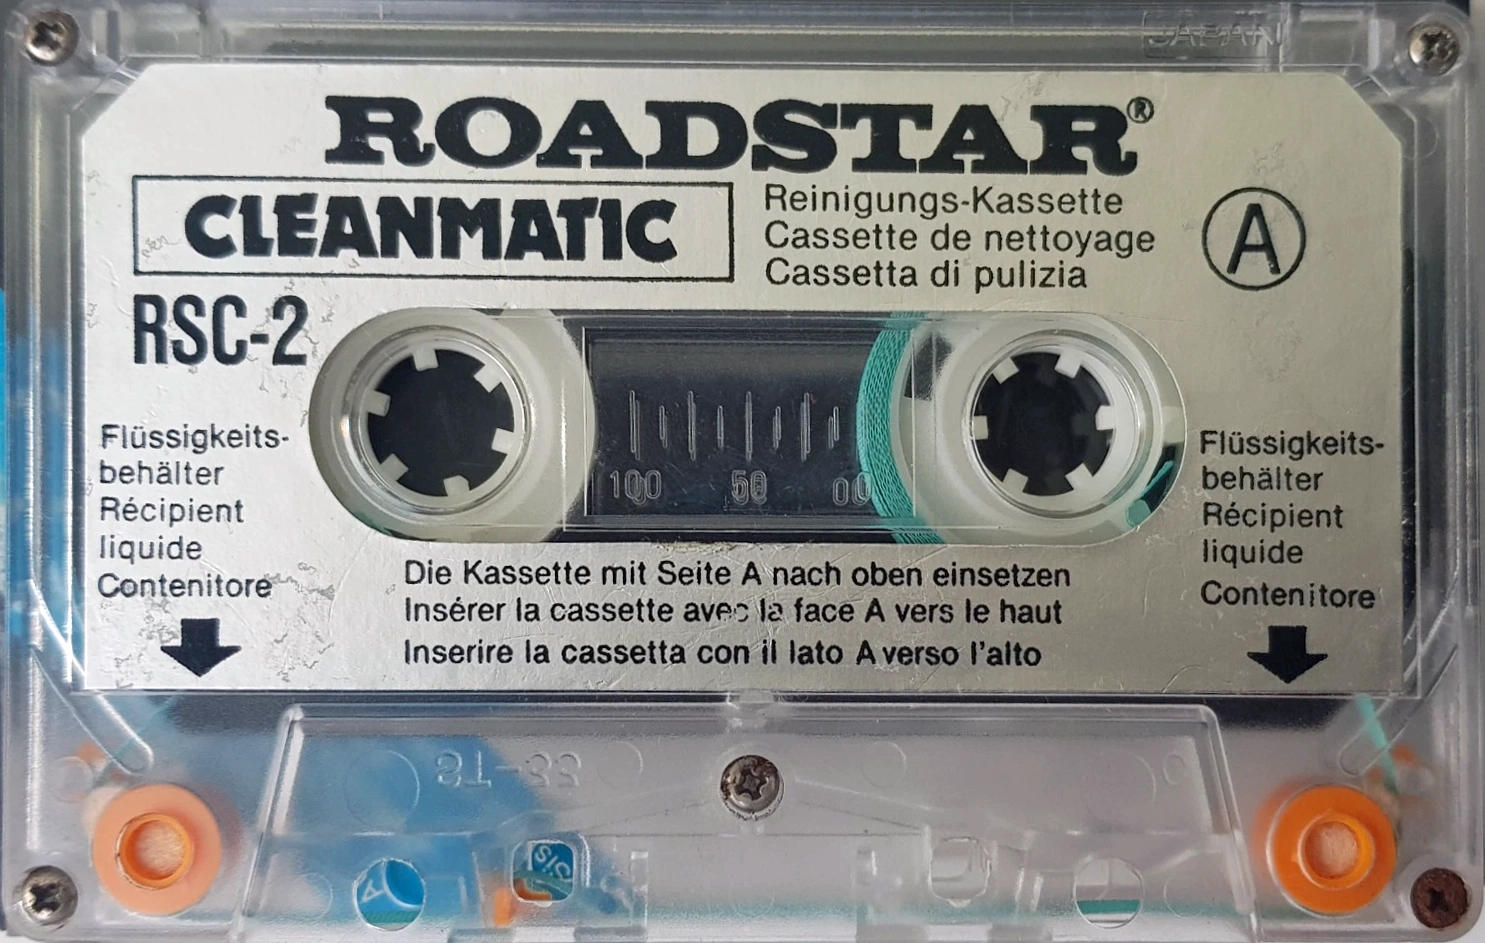 JAPAN
ROADSTAR®
CLEANMATIC
Reinigungs-Kassette
Cassette de nettoyage
Cassetta di pulizia
A
RSC-2
100 50 00
Flüssigkeits-
behälter
Récipient
liquide
Contenitore
Flüssigkeits-
behälter
Récipient
liquide
Contenitore
Die Kassette mit Seite A nach oben einsetzen
Insérer la cassette avec la face A vers le haut
Inserire la cassetta con il lato A verso l'alto